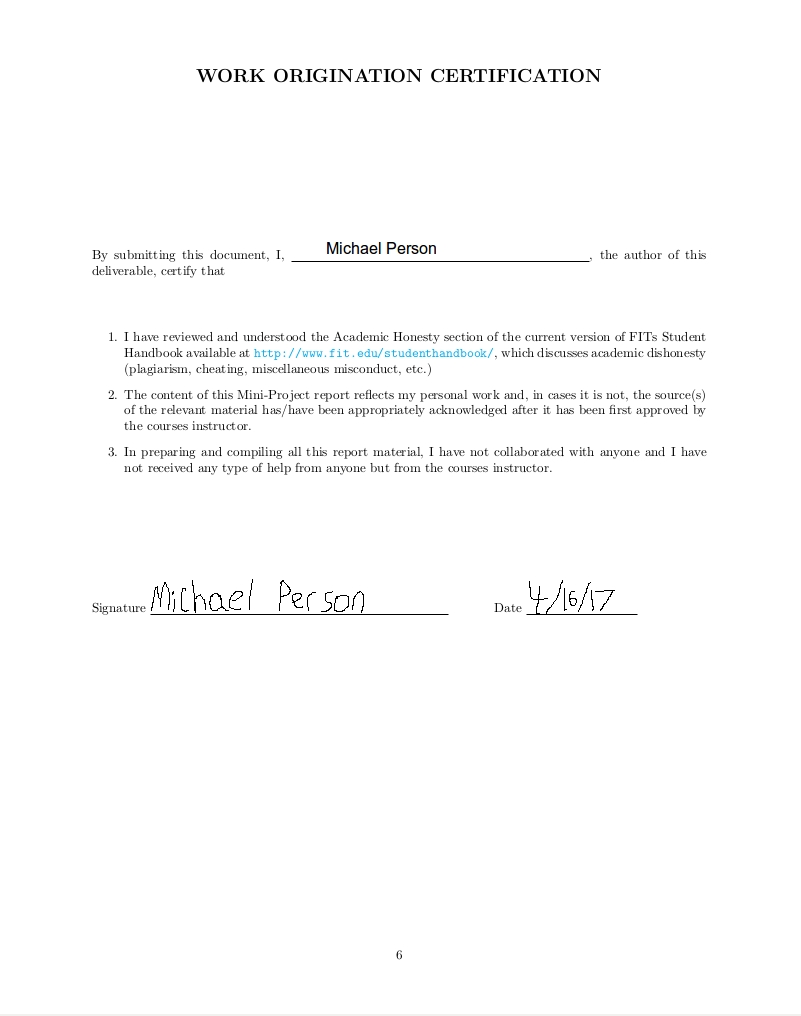 WORK ORIGINATION CERTIFICATION
By submitting this document, I, Michael Person, the author of this
deliverable, certify that
1. I have reviewed and understood the Academic Honesty section of the current version of FITs Student
Handbook available at http://www.fit.edu/studenthandbook/, which discusses academic dishonesty
(plagiarism, cheating, miscellaneous misconduct, etc.)
2. The content of this Mini-Project report reflects my personal work and, in cases it is not, the source(s)
of the relevant material has/have been appropriately acknowledged after it has been first approved by
the courses instructor.
3. In preparing and compiling all this report material, I have not collaborated with anyone and I have
not received any type of help from anyone but from the courses instructor.
Signature Michael Person Date 4/16/17
6